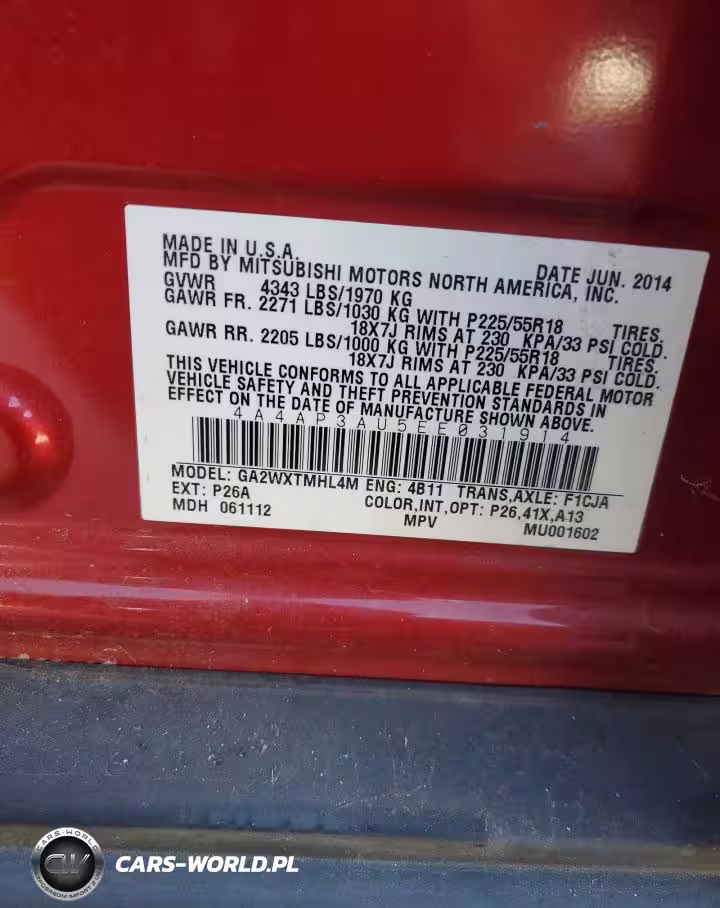 MADE IN U.S.A. DATE JUN. 2014
MFD BY MITSUBISHI MOTORS NORTH AMERICA, INC.
GVWR 4343 LBS/1970 KG
GAWR FR. 2271 LBS/1030 KG WITH P225/55R18 TIRES,
18X7J RIMS AT 230 KPA/33 PSI COLD.
GAWR RR. 2205 LBS/1000 KG WITH P225/55R18 TIRES,
18X7J RIMS AT 230 KPA/33 PSI COLD.
THIS VEHICLE CONFORMS TO ALL APPLICABLE FEDERAL MOTOR
VEHICLE SAFETY AND THEFT PREVENTION STANDARDS IN
EFFECT ON THE DATE OF MANUFACTURE SHOWN ABOVE.
4A4AP3AU5EE031914
MODEL: GA2WXTMHL4M ENG: 4B11 TRANS,AXLE: F1CJA
EXT: P26A COLOR,INT,OPT: P26,41X,A13
MDH 061112 MPV MU001602
CARS-WORLD
CARS-WORLD.PL